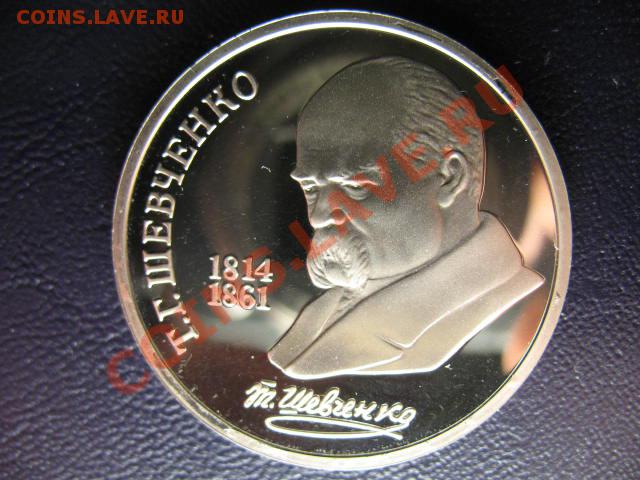 COINS.LAVE.RU
Т.Г. ШЕВЧЕНКО
1814
1861
Т. Шевченко
COINS.LAVE.RU